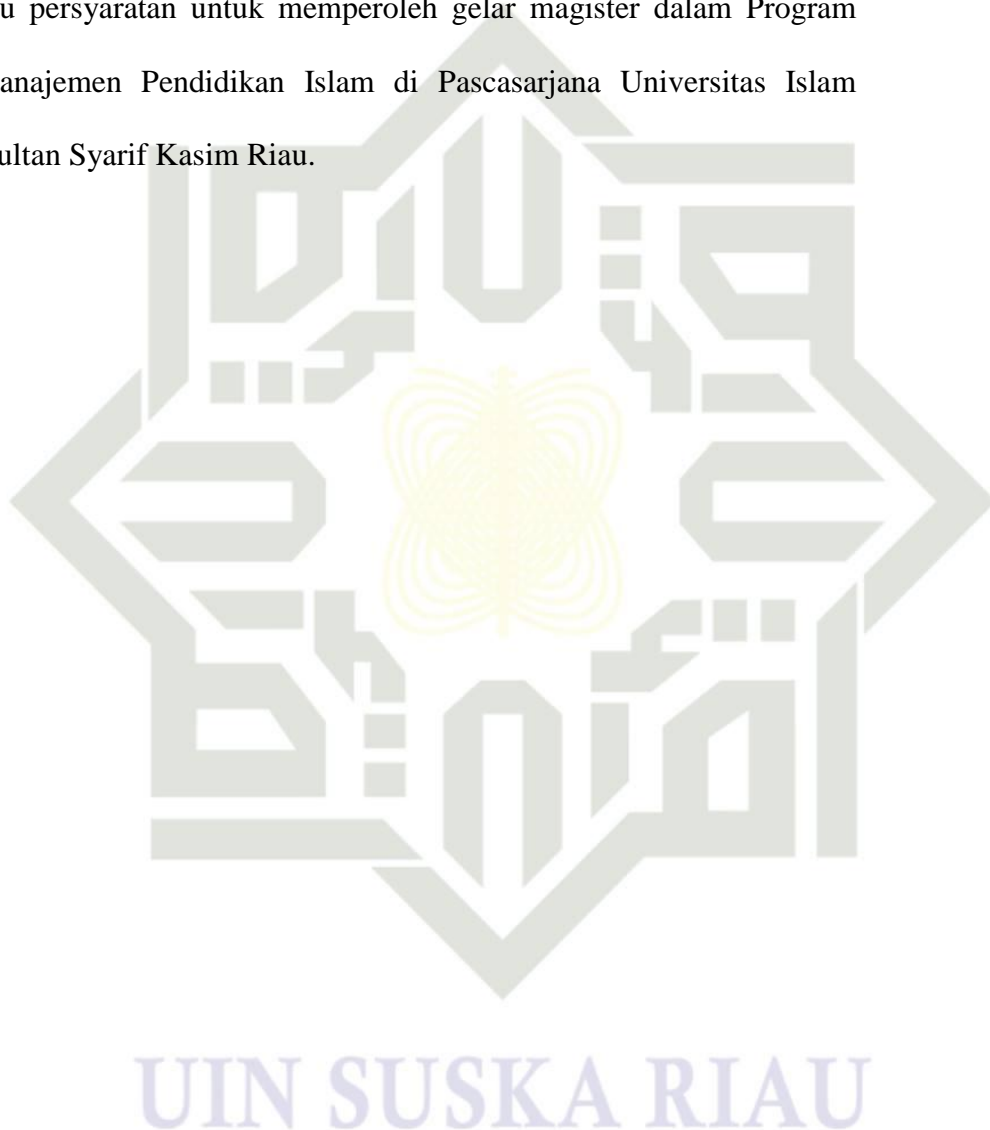 u persyaratan untuk memperoleh gelar magister dalam Program
anajemen Pendidikan Islam di Pascasarjana Universitas Islam
ultan Syarif Kasim Riau.
UIN SUSKA RIAU